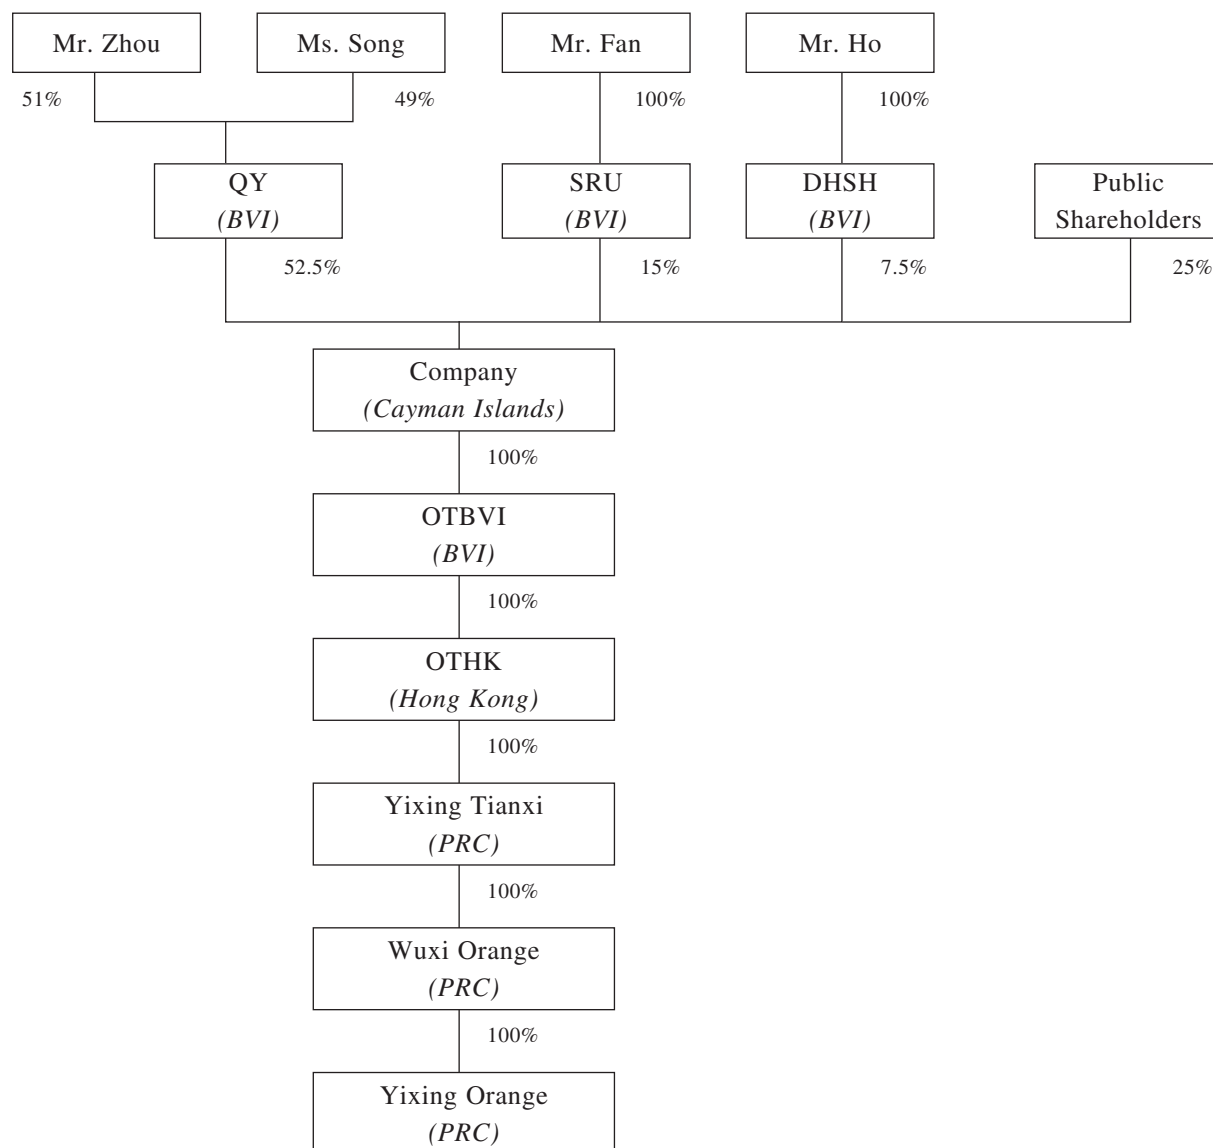 Mr. Zhou
Ms. Song
Mr. Fan
Mr. Ho
51%
49%
100%
100%
QY
(BVI)
SRU
(BVI)
DHSH
(BVI)
Public
Shareholders
52.5%
15%
7.5%
25%
Company
(Cayman Islands)
100%
OTBVI
(BVI)
100%
OTHK
(Hong Kong)
100%
Yixing Tianxi
(PRC)
100%
Wuxi Orange
(PRC)
100%
Yixing Orange
(PRC)